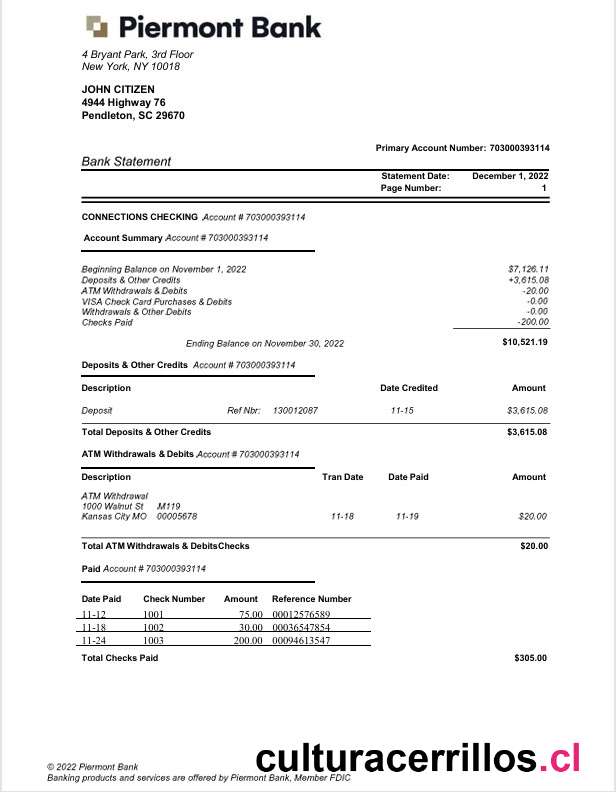 Piermont Bank
4 Bryant Park, 3rd Floor
New York, NY 10018
JOHN CITIZEN
4944 Highway 76
Pendleton, SC 29670
Primary Account Number: 703000393114
Bank Statement
Statement Date: December 1, 2022
Page Number: 1
CONNECTIONS CHECKING Account # 703000393114
Account Summary Account # 703000393114
Beginning Balance on November 1, 2022 $7,126.11
Deposits & Other Credits +3,615.08
ATM Withdrawals & Debits -20.00
VISA Check Card Purchases & Debits -0.00
Withdrawals & Other Debits -0.00
Checks Paid -200.00
Ending Balance on November 30, 2022 $10,521.19
Deposits & Other Credits Account # 703000393114
Description Date Credited Amount
Deposit Ref Nbr: 130012087 11-15 $3,615.08
Total Deposits & Other Credits $3,615.08
ATM Withdrawals & Debits Account # 703000393114
Description Tran Date Date Paid Amount
ATM Withdrawal
1000 Walnut St M119
Kansas City MO 00005678 11-18 11-19 $20.00
Total ATM Withdrawals & DebitsChecks $20.00
Paid Account # 703000393114
Date Paid Check Number Amount Reference Number
11-12 1001 75.00 00012576589
11-18 1002 30.00 00036547854
11-24 1003 200.00 00094613547
Total Checks Paid $305.00
culturacerrillos.cl
© 2022 Piermont Bank
Banking products and services are offered by Piermont Bank, Member FDIC